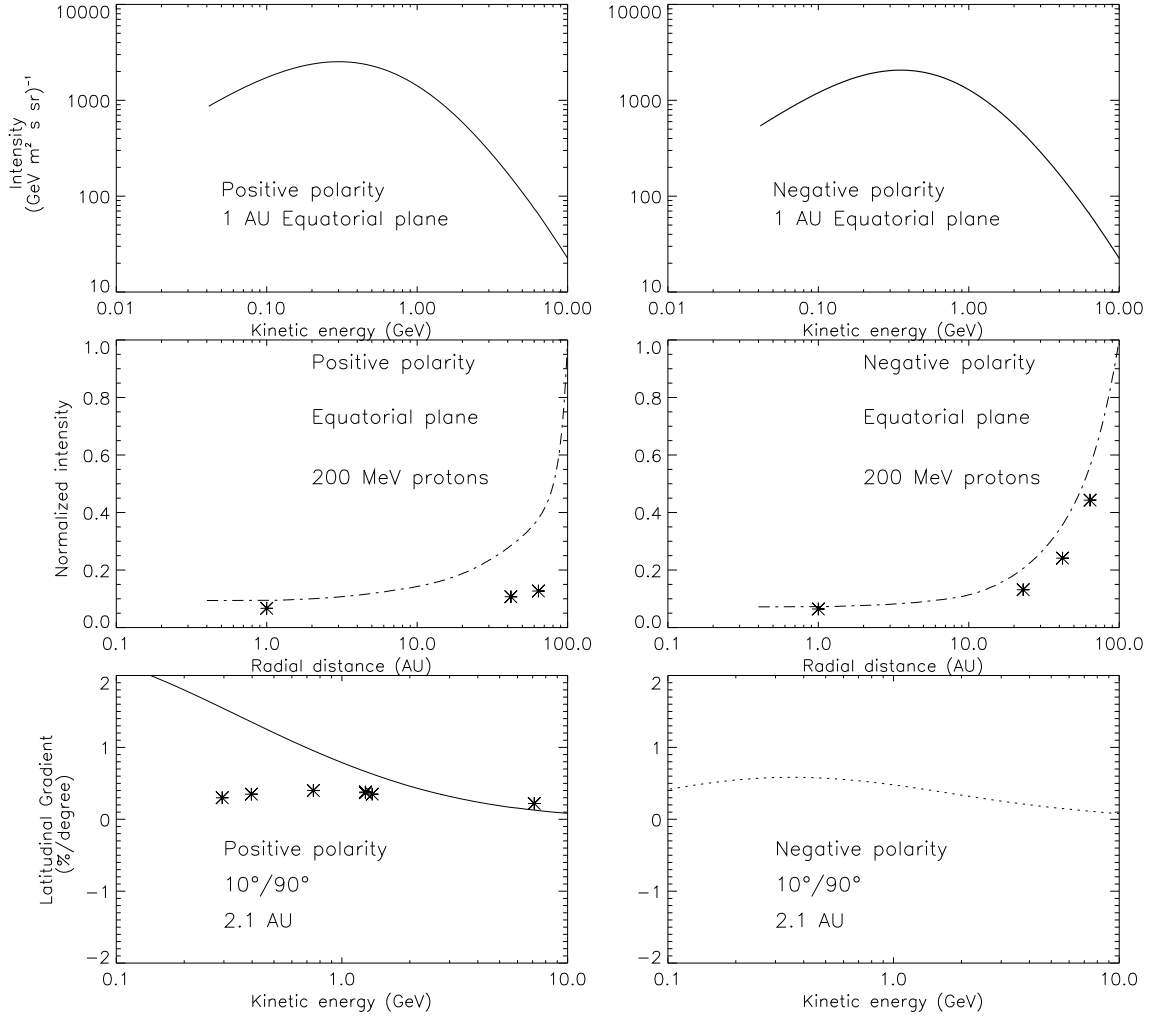 10000
1000
100
10
0.01 0.10 1.00 10.00
Kinetic energy (GeV)
Intensity
(GeV m² s sr)⁻¹
Positive polarity
1 AU Equatorial plane
10000
1000
100
10
0.01 0.10 1.00 10.00
Kinetic energy (GeV)
Negative polarity
1 AU Equatorial plane
1.0
0.8
0.6
0.4
0.2
0.0
0.1 1.0 10.0 100.0
Radial distance (AU)
Normalized intensity
Positive polarity
Equatorial plane
200 MeV protons
1.0
0.8
0.6
0.4
0.2
0.0
0.1 1.0 10.0 100.0
Radial distance (AU)
Negative polarity
Equatorial plane
200 MeV protons
2
1
0
−1
−2
0.1 1.0 10.0
Kinetic energy (GeV)
Latitudinal Gradient
(%/degree)
Positive polarity
10°/90°
2.1 AU
2
1
0
−1
−2
0.1 1.0 10.0
Kinetic energy (GeV)
Negative polarity
10°/90°
2.1 AU